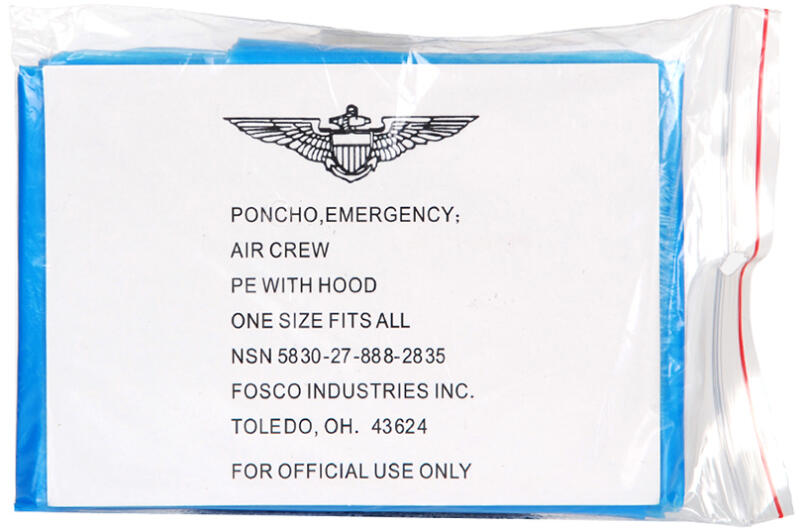 PONCHO,EMERGENCY;
AIR CREW
PE WITH HOOD
ONE SIZE FITS ALL
NSN 5830-27-888-2835
FOSCO INDUSTRIES INC.
TOLEDO, OH. 43624
FOR OFFICIAL USE ONLY